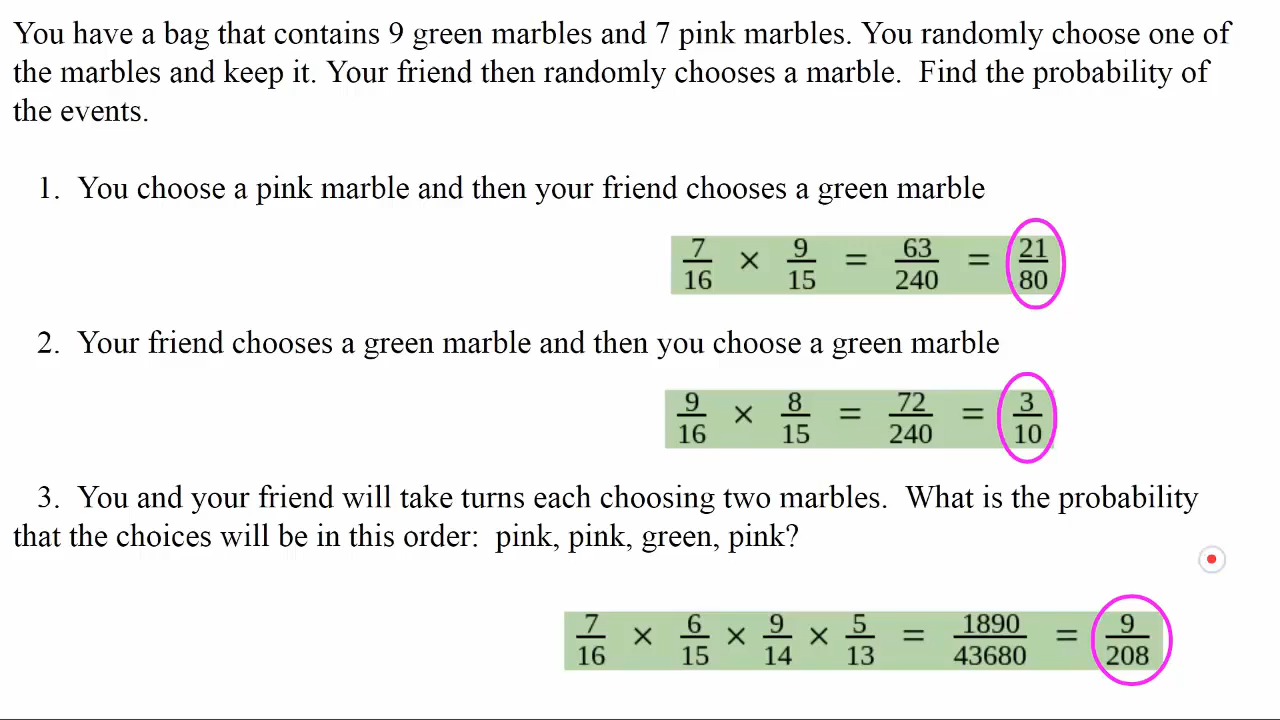 You have a bag that contains 9 green marbles and 7 pink marbles. You randomly choose one of
the marbles and keep it. Your friend then randomly chooses a marble.  Find the probability of
the events.
1.  You choose a pink marble and then your friend chooses a green marble
7/16 × 9/15 = 63/240 = 21/80
2.  Your friend chooses a green marble and then you choose a green marble
9/16 × 8/15 = 72/240 = 3/10
3.  You and your friend will take turns each choosing two marbles.  What is the probability
that the choices will be in this order:  pink, pink, green, pink?
7/16 × 6/15 × 9/14 × 5/13 = 1890/43680 = 9/208